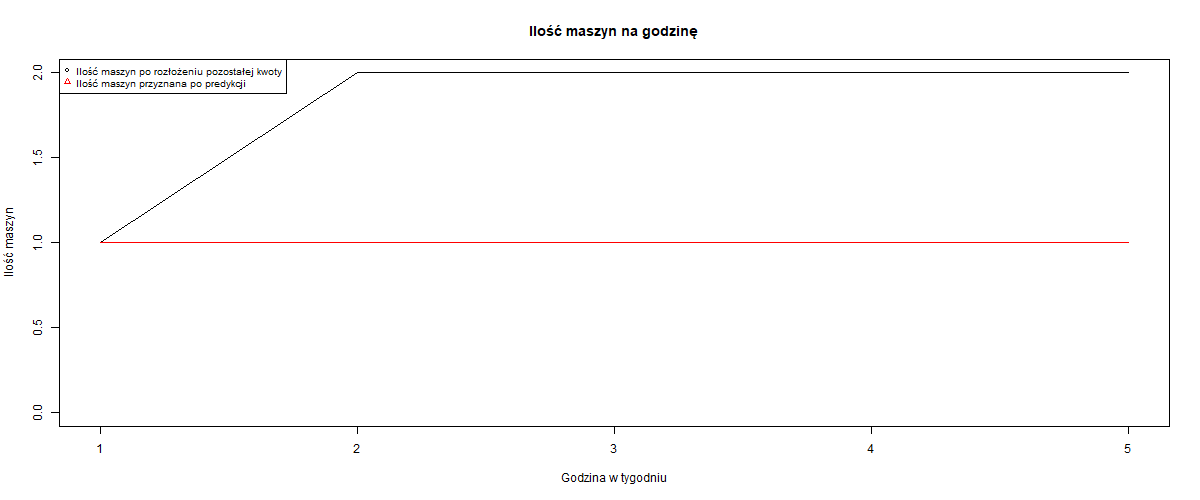 Ilość maszyn na godzinę
Ilość maszyn po rozłożeniu pozostałej kwoty
Ilość maszyn przyznana po predykcji
Ilość maszyn
2.0
1.5
1.0
0.5
0.0
1 2 3 4 5
Godzina w tygodniu